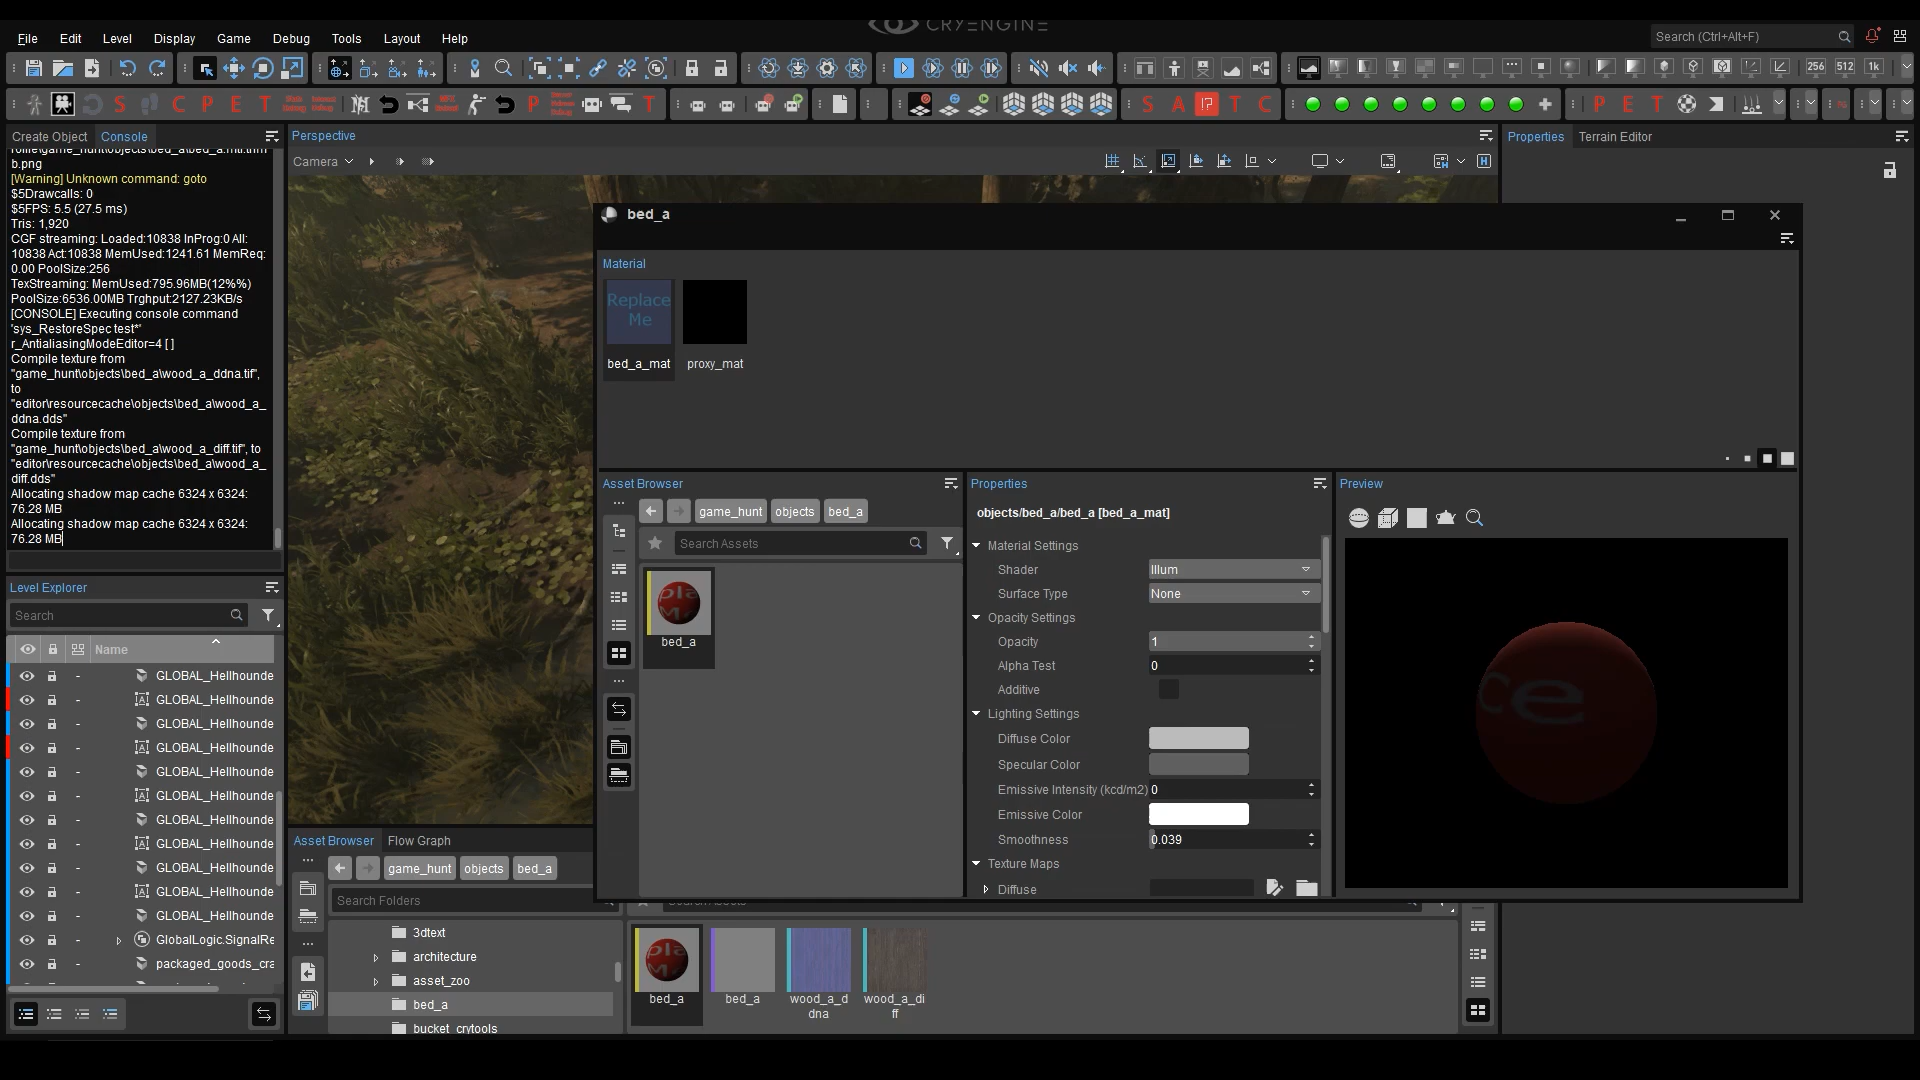 CRYENGINE
File Edit Level Display Game Debug Tools Layout Help
Search (Ctrl+Alt+F)
256 512 1k
S C P E T P T S A !? T C P E T TG
Create Object Console
b.png
[Warning] Unknown command: goto
$5Drawcalls: 0
$5FPS: 5.5 (27.5 ms)
Tris: 1,920
CGF streaming: Loaded:10838 InProg:0 All:
10838 Act:10838 MemUsed:1241.61 MemReq:
0.00 PoolSize:256
TexStreaming: MemUsed:795.96MB(12%%)
PoolSize:6536.00MB Trghput:2127.23KB/s
[CONSOLE] Executing console command
'sys_RestoreSpec test*'
r_AntialiasingModeEditor=4 [ ]
Compile texture from
"game_hunt\objects\bed_a\wood_a_ddna.tif",
to
"editor\resourcecache\objects\bed_a\wood_a_
ddna.dds"
Compile texture from
"game_hunt\objects\bed_a\wood_a_diff.tif", to
"editor\resourcecache\objects\bed_a\wood_a_
diff.dds"
Allocating shadow map cache 6324 x 6324:
76.28 MB
Allocating shadow map cache 6324 x 6324:
76.28 MB
Level Explorer
Search
Name
- GLOBAL_Hellhounde
- GLOBAL_Hellhounde
- GLOBAL_Hellhounde
- GLOBAL_Hellhounde
- GLOBAL_Hellhounde
- GLOBAL_Hellhounde
- GLOBAL_Hellhounde
- GLOBAL_Hellhounde
- GLOBAL_Hellhounde
- GLOBAL_Hellhounde
- GLOBAL_Hellhounde
- GlobalLogic.SignalRe
- packaged_goods_cra
Perspective
Camera
Properties Terrain Editor
bed_a
Material
Replace
Me
bed_a_mat proxy_mat
Asset Browser
game_hunt objects bed_a
Search Assets
bed_a
Properties
objects/bed_a/bed_a [bed_a_mat]
Material Settings
Shader Illum
Surface Type None
Opacity Settings
Opacity 1
Alpha Test 0
Additive
Lighting Settings
Diffuse Color
Specular Color
Emissive Intensity (kcd/m2) 0
Emissive Color
Smoothness 0.039
Texture Maps
Diffuse
Preview
ce
Asset Browser Flow Graph
game_hunt objects bed_a
Search Folders
3dtext
architecture
asset_zoo
bed_a
bucket_crytools
bed_a
bed_a
wood_a_d
dna
wood_a_di
ff